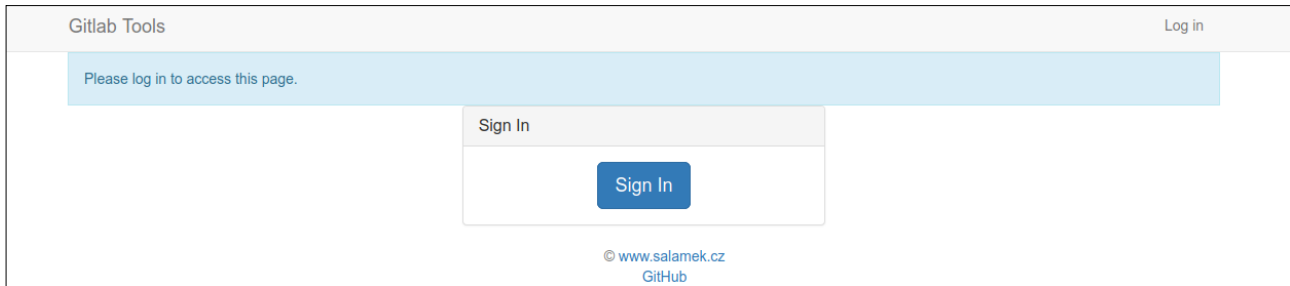 Gitlab Tools
Log in
Please log in to access this page.
Sign In
Sign In
© www.salamek.cz
GitHub